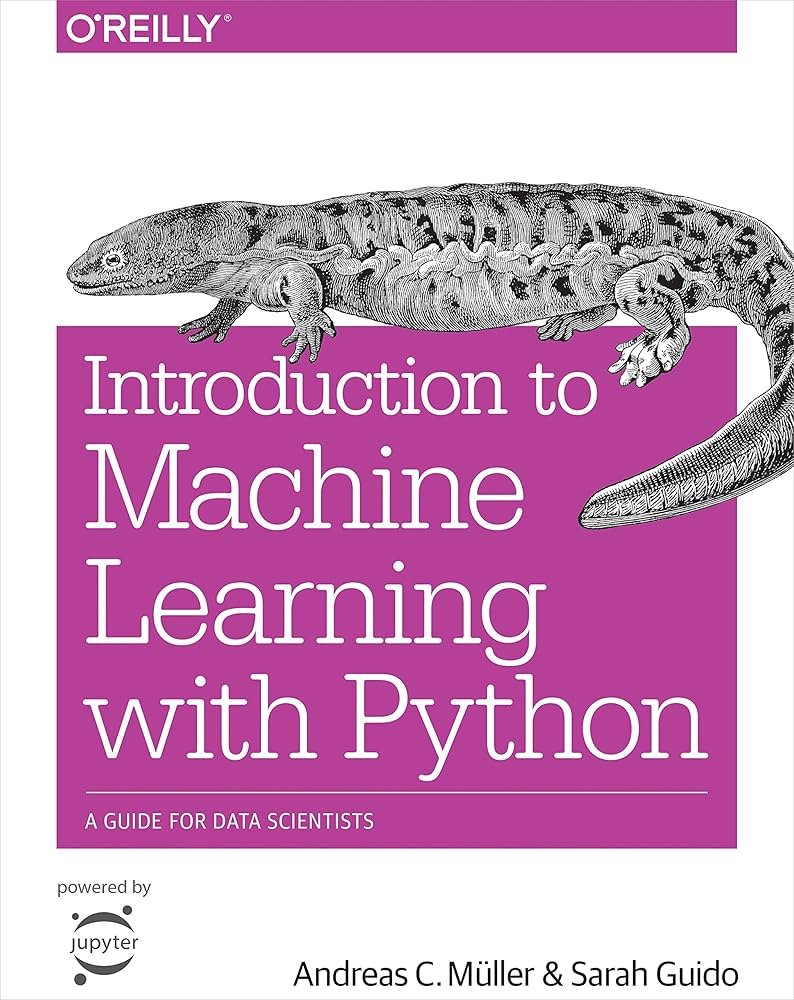 O'REILLY®
Introduction to
Machine
Learning
with Python
A GUIDE FOR DATA SCIENTISTS
powered by
jupyter
Andreas C. Müller & Sarah Guido